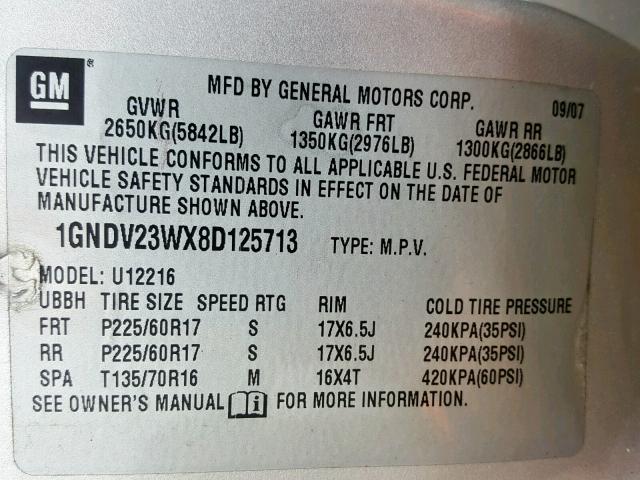 GM®
MFD BY GENERAL MOTORS CORP. 09/07
GVWR GAWR FRT GAWR RR
2650KG(5842LB) 1350KG(2976LB) 1300KG(2866LB)
THIS VEHICLE CONFORMS TO ALL APPLICABLE U.S. FEDERAL MOTOR
VEHICLE SAFETY STANDARDS IN EFFECT ON THE DATE OF
MANUFACTURE SHOWN ABOVE.
1GNDV23WX8D125713 TYPE: M.P.V.
MODEL: U12216
UBBH TIRE SIZE SPEED RTG RIM COLD TIRE PRESSURE
FRT P225/60R17 S 17X6.5J 240KPA(35PSI)
RR P225/60R17 S 17X6.5J 240KPA(35PSI)
SPA T135/70R16 M 16X4T 420KPA(60PSI)
SEE OWNER'S MANUAL i FOR MORE INFORMATION.